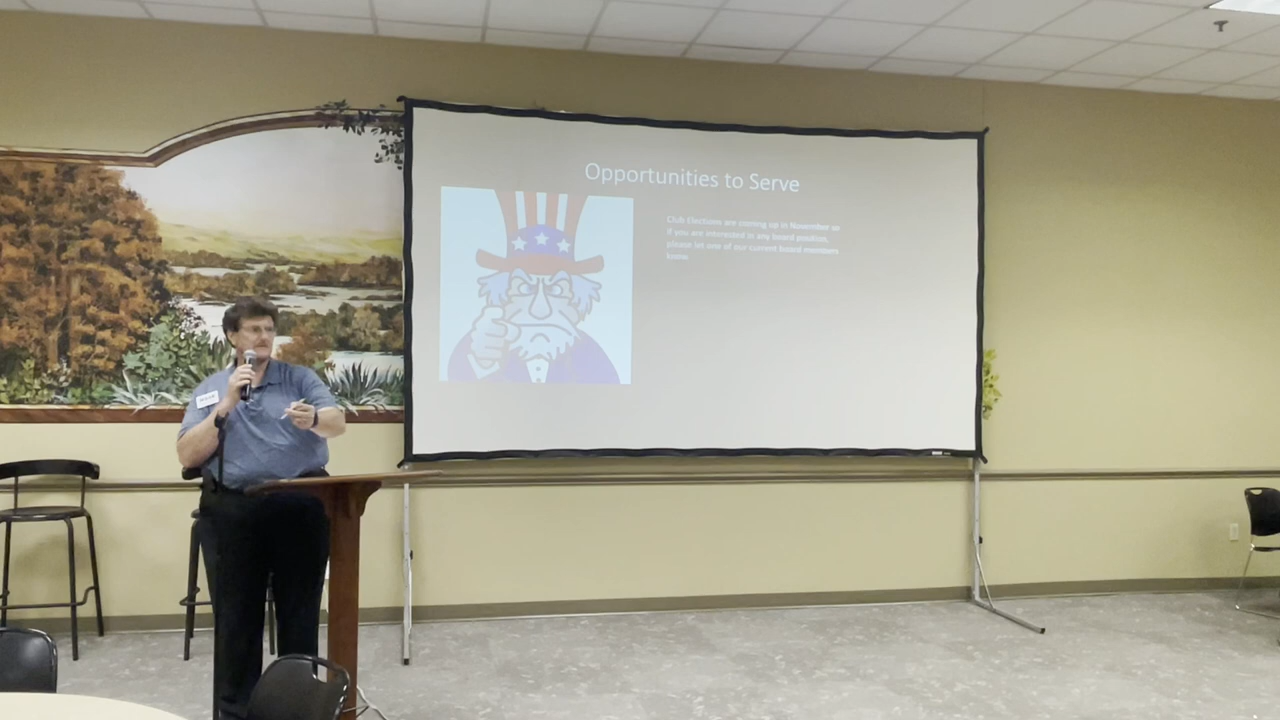 Opportunities to Serve
Club Elections are coming up in November so
if you are interested in any board position,
please let one of our current board members
know.